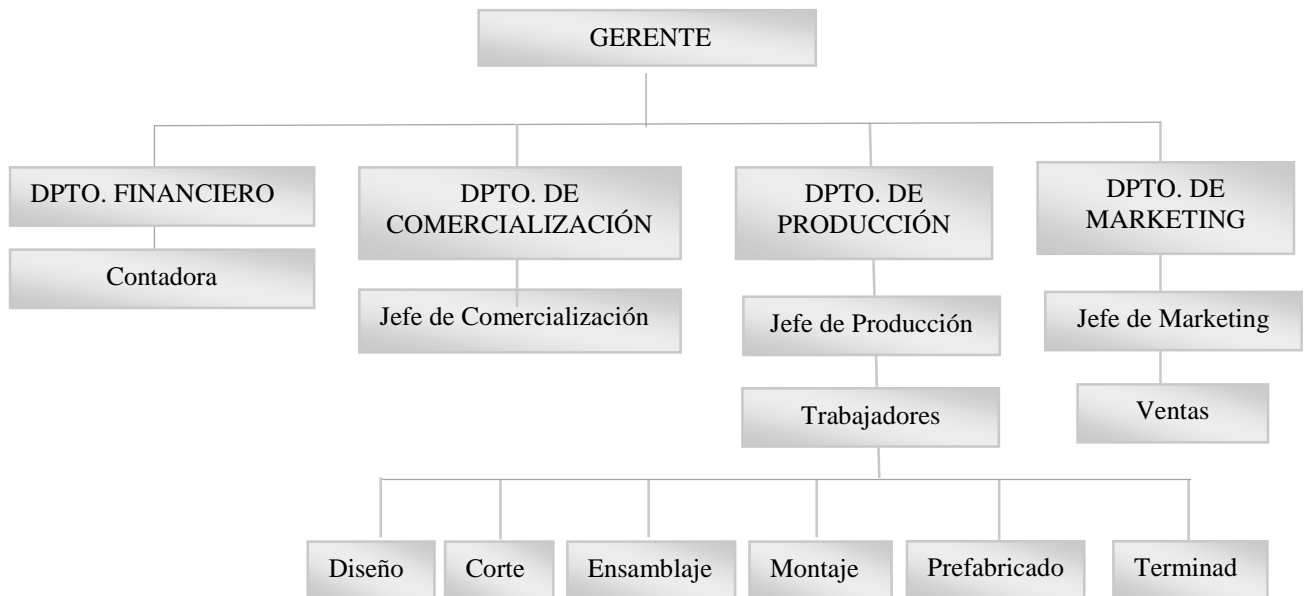 GERENTE
DPTO. FINANCIERO
DPTO. DE
COMERCIALIZACIÓN
DPTO. DE
PRODUCCIÓN
DPTO. DE
MARKETING
Contadora
Jefe de Comercialización
Jefe de Producción
Jefe de Marketing
Trabajadores
Ventas
Diseño
Corte
Ensamblaje
Montaje
Prefabricado
Terminad